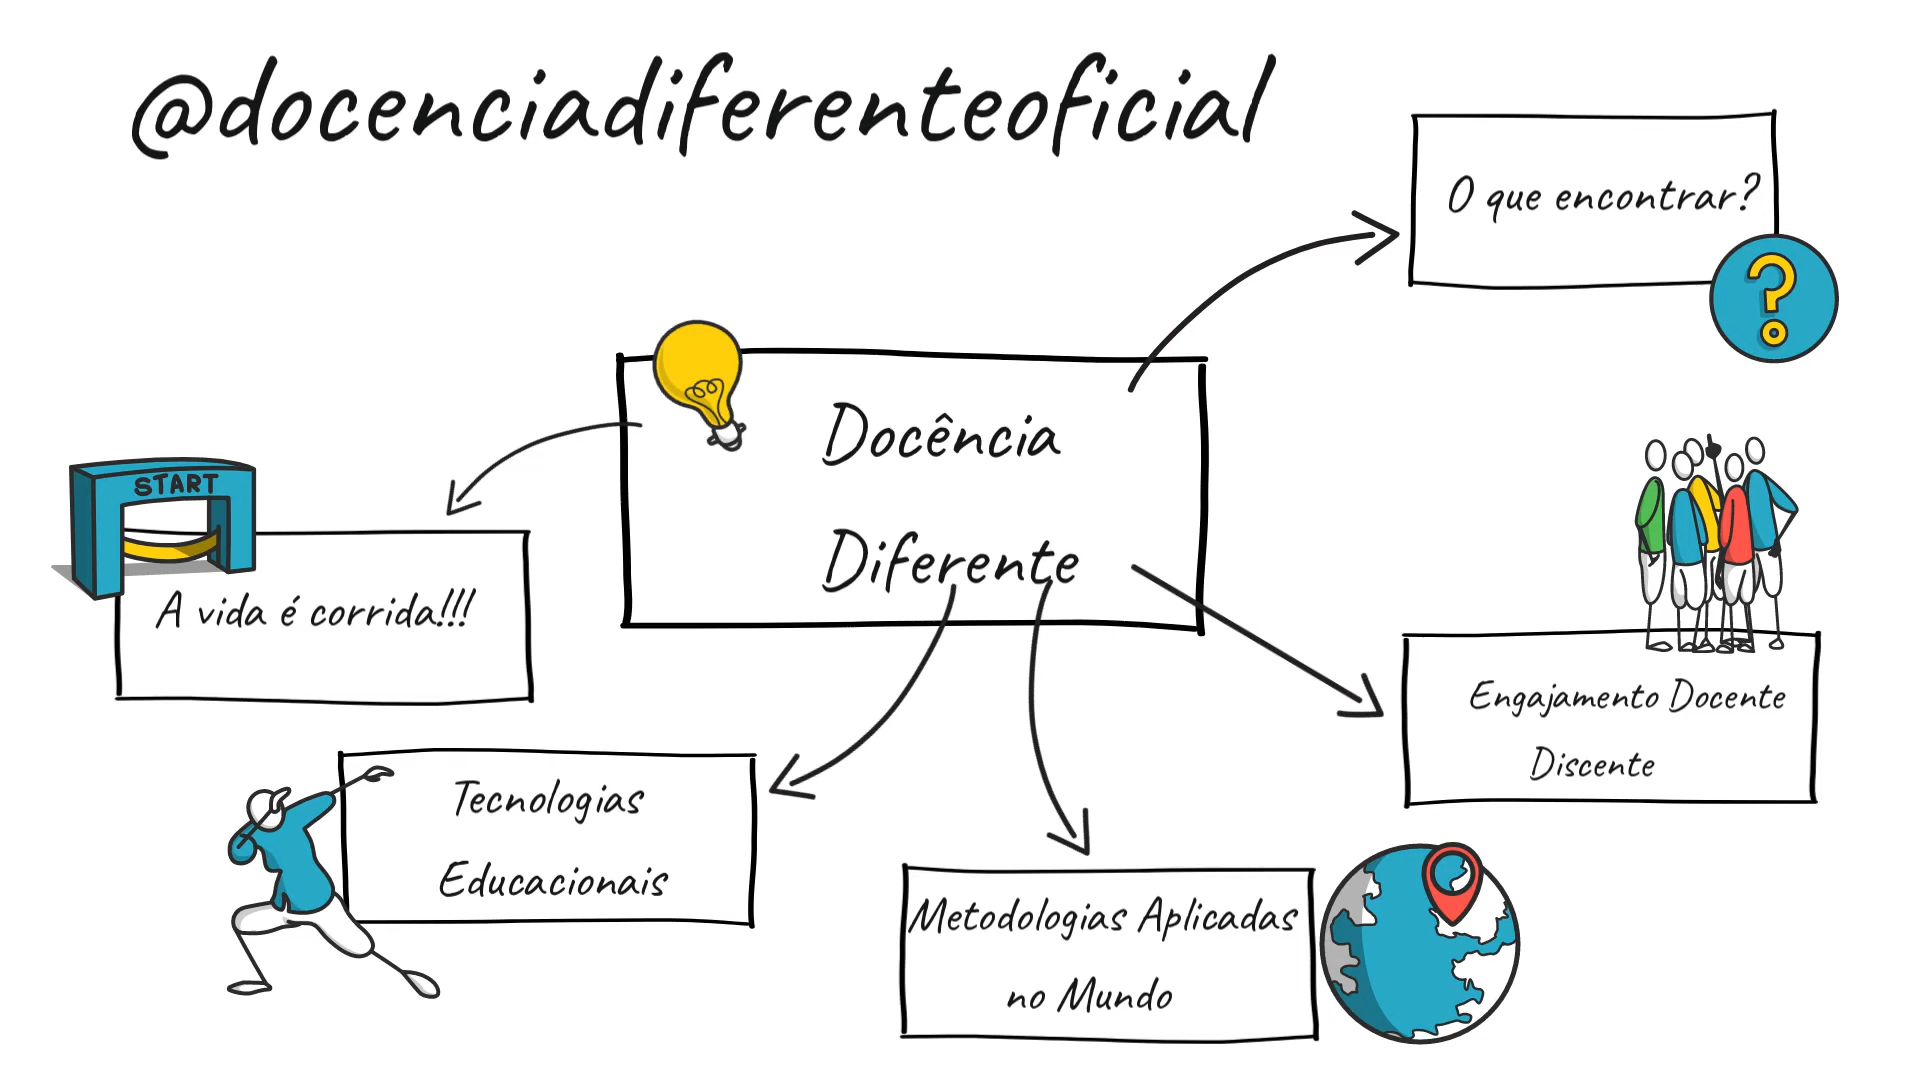 @docenciadiferenteoficial
O que encontrar?
Docência
Diferente
START
A vida é corrida!!!
Engajamento Docente
Discente
Tecnologias
Educacionais
Metodologias Aplicadas
no Mundo